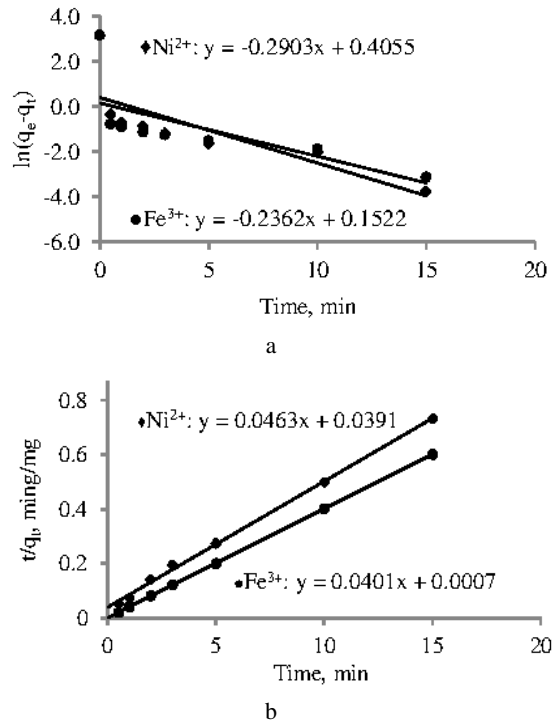 4.0
2.0
0.0
-2.0
-4.0
-6.0
ln(qₑ-qₜ)
♦Ni²⁺: y = -0.2903x + 0.4055
●Fe³⁺: y = -0.2362x + 0.1522
0 5 10 15 20
Time, min
a
0.8
0.6
0.4
0.2
0
t/qₜ, ming/mg
♦Ni²⁺: y = 0.0463x + 0.0391
●Fe³⁺: y = 0.0401x + 0.0007
0 5 10 15 20
Time, min
b